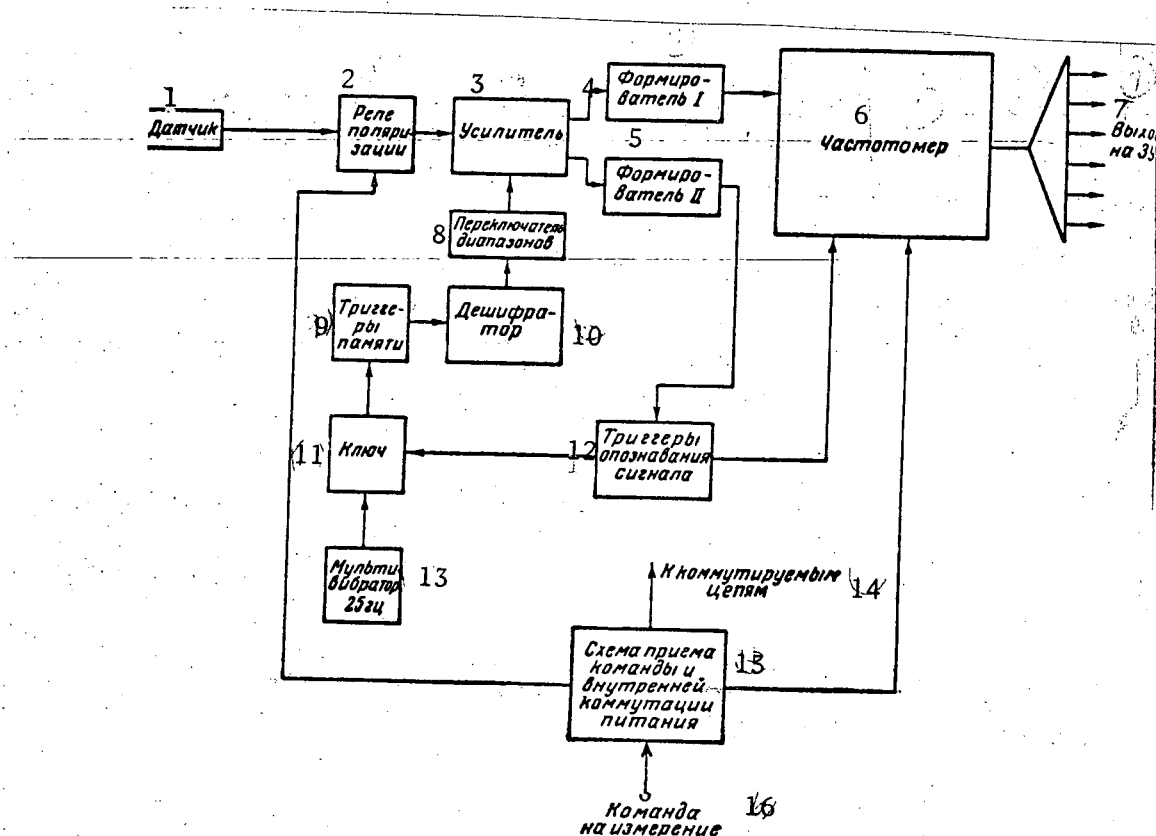 1
Датчик
2
Реле
поляри-
зации
3
Усилитель
4
Формиро-
ватель I
5
Формиро-
ватель II
6
Частотомер
7
на
8
Переключатель
диапазонов
9
Тригге-
ры
памяти
Дешифра-
тор
10
11
Ключ
12
Триггеры
опознавания
сигнала
Мульти
вибратор
25гц
13
К коммутируемым
цепям
14
Схема приема
команды и
внутренней
коммутации
питания
15
Команда
на измерение
16